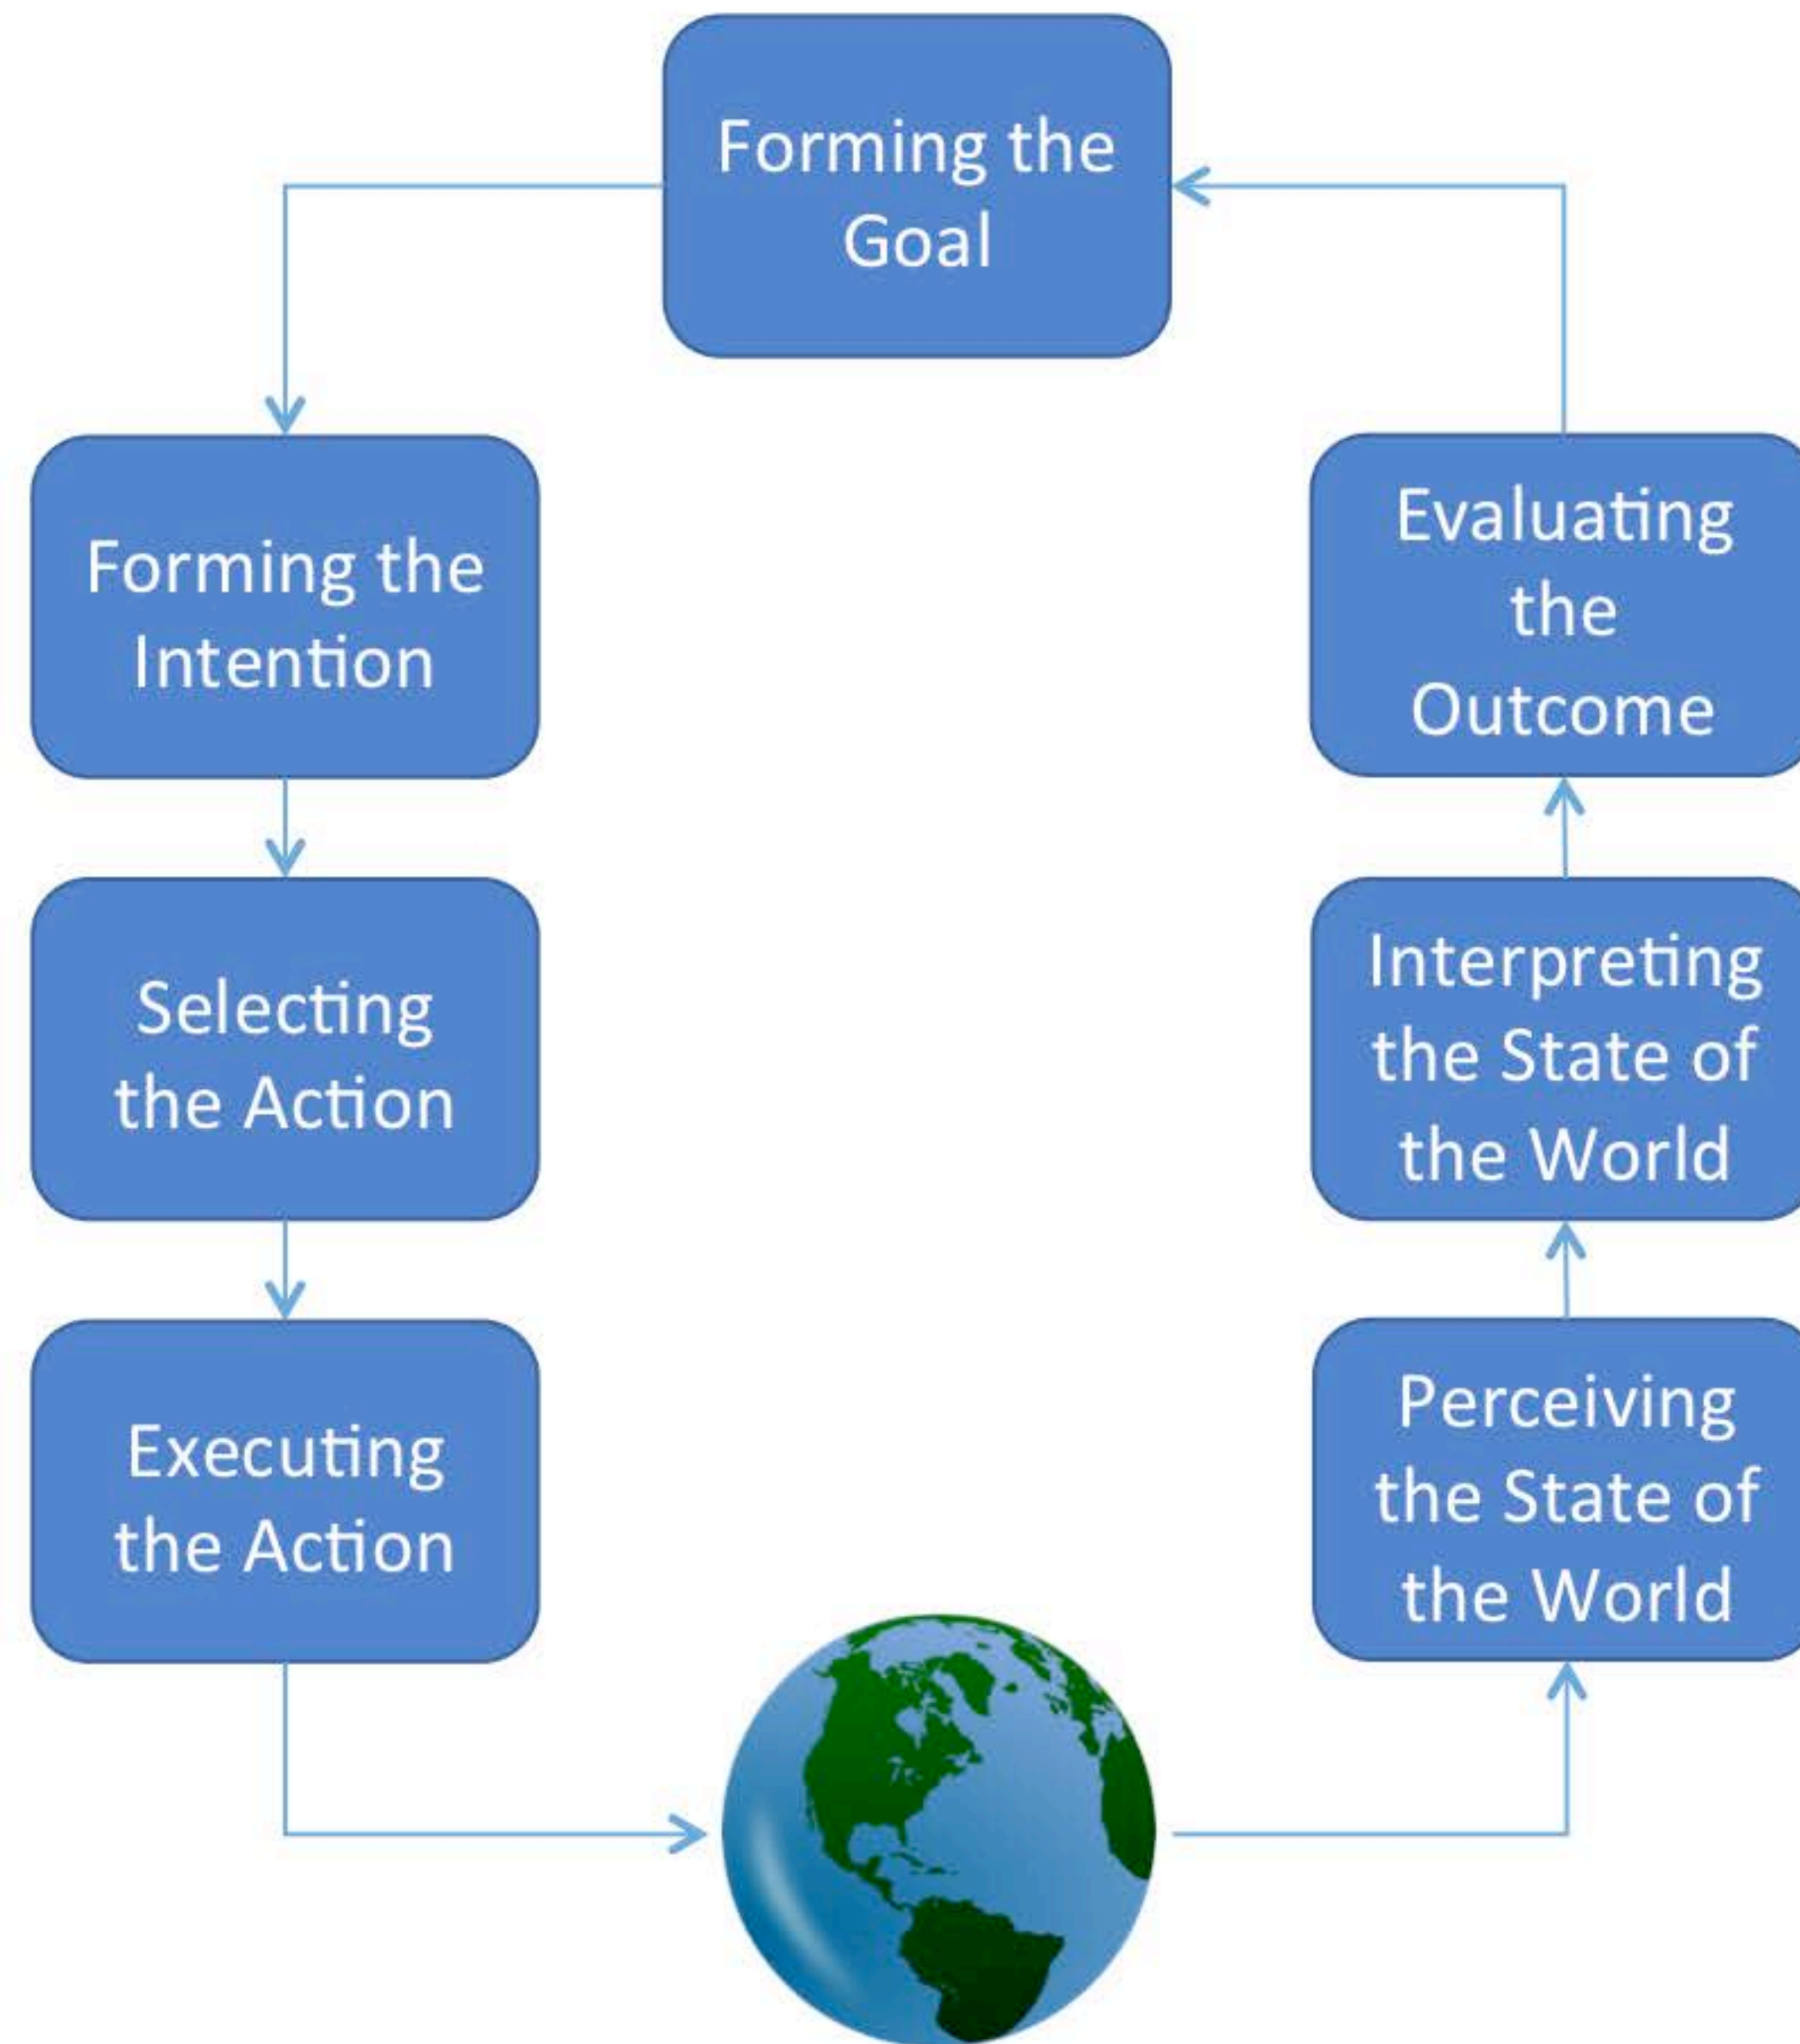 Forming the
Goal
Forming the
Intention
Selecting
the Action
Executing
the Action
Perceiving
the State of
the World
Interpreting
the State of
the World
Evaluating
the
Outcome